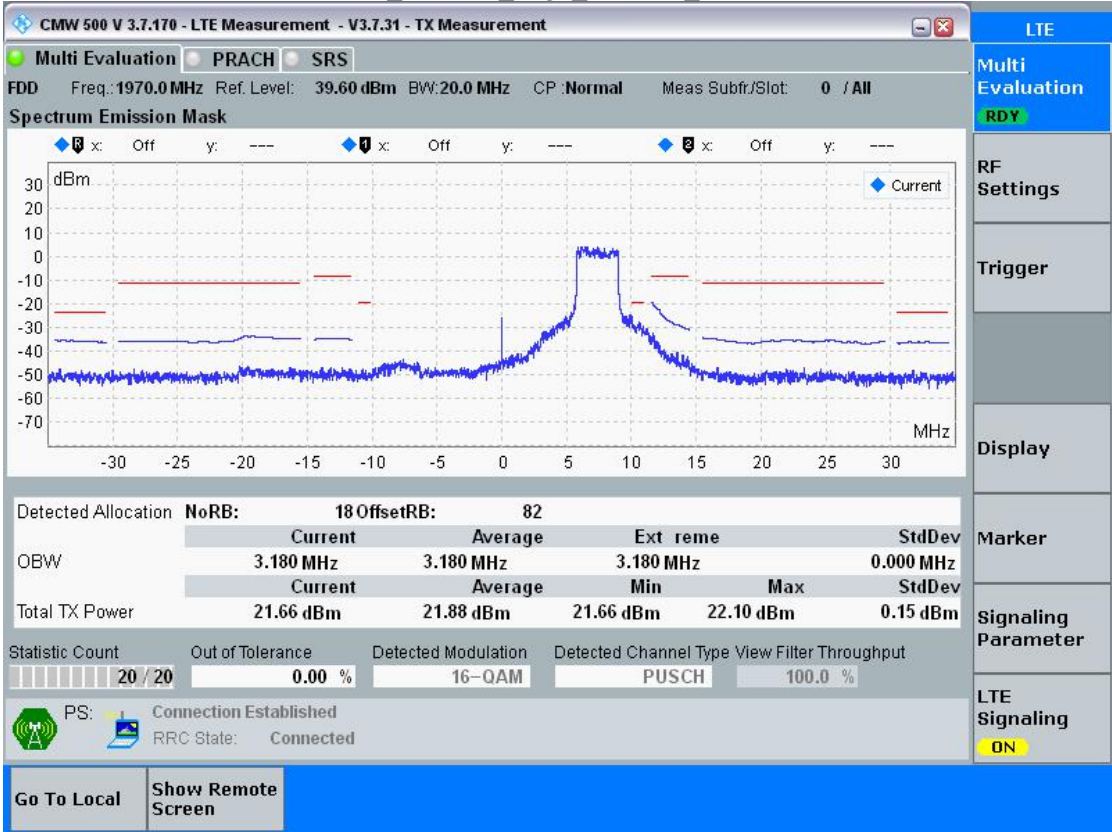 CMW 500 V 3.7.170 - LTE Measurement - V3.7.31 - TX Measurement
LTE
Multi Evaluation PRACH SRS
FDD Freq.: 1970.0 MHz Ref. Level: 39.60 dBm BW: 20.0 MHz CP : Normal Meas Subfr./Slot: 0 / All
Spectrum Emission Mask
R x: Off y: --- 1 x: Off y: --- 2 x: Off y: ---
dBm
Current
30
20
10
0
-10
-20
-30
-40
-50
-60
-70
MHz
-30 -25 -20 -15 -10 -5 0 5 10 15 20 25 30
Detected Allocation NoRB: 18 OffsetRB: 82
Current Average Ext reme StdDev
OBW 3.180 MHz 3.180 MHz 3.180 MHz 0.000 MHz
Current Average Min Max StdDev
Total TX Power 21.66 dBm 21.88 dBm 21.66 dBm 22.10 dBm 0.15 dBm
Statistic Count Out of Tolerance Detected Modulation Detected Channel Type View Filter Throughput
20 / 20 0.00 % 16-QAM PUSCH 100.0 %
PS: Connection Established
RRC State: Connected
Multi
Evaluation
RDY
RF
Settings
Trigger
Display
Marker
Signaling
Parameter
LTE
Signaling
ON
Go To Local
Show Remote
Screen